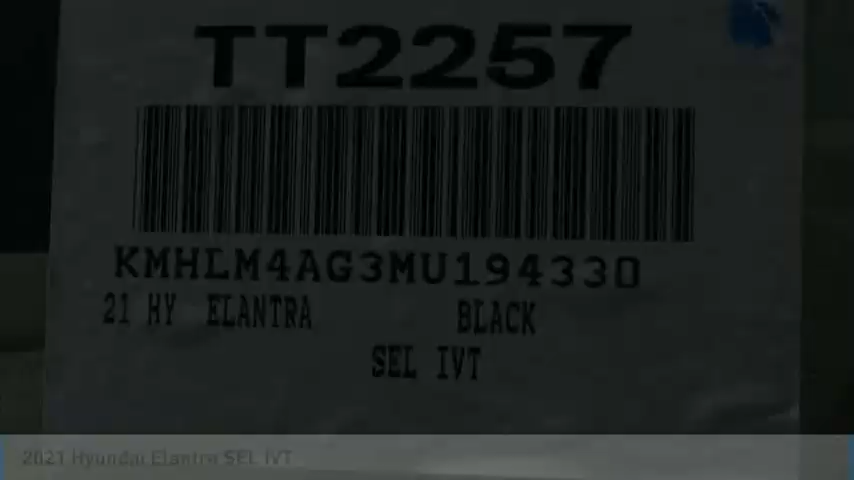 TT2257
KMHLM4AG3MU194330
21 HY ELANTRA BLACK
SEL IVT
2021 Hyundai Elantra SEL IVT